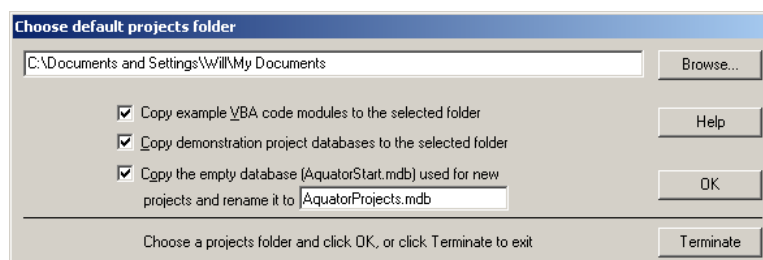 Choose default projects folder
C:\Documents and Settings\Will\My Documents
Browse...
Copy example VBA code modules to the selected folder
Help
Copy demonstration project databases to the selected folder
Copy the empty database (AquatorStart.mdb) used for new
projects and rename it to AquatorProjects.mdb
OK
Choose a projects folder and click OK, or click Terminate to exit
Terminate